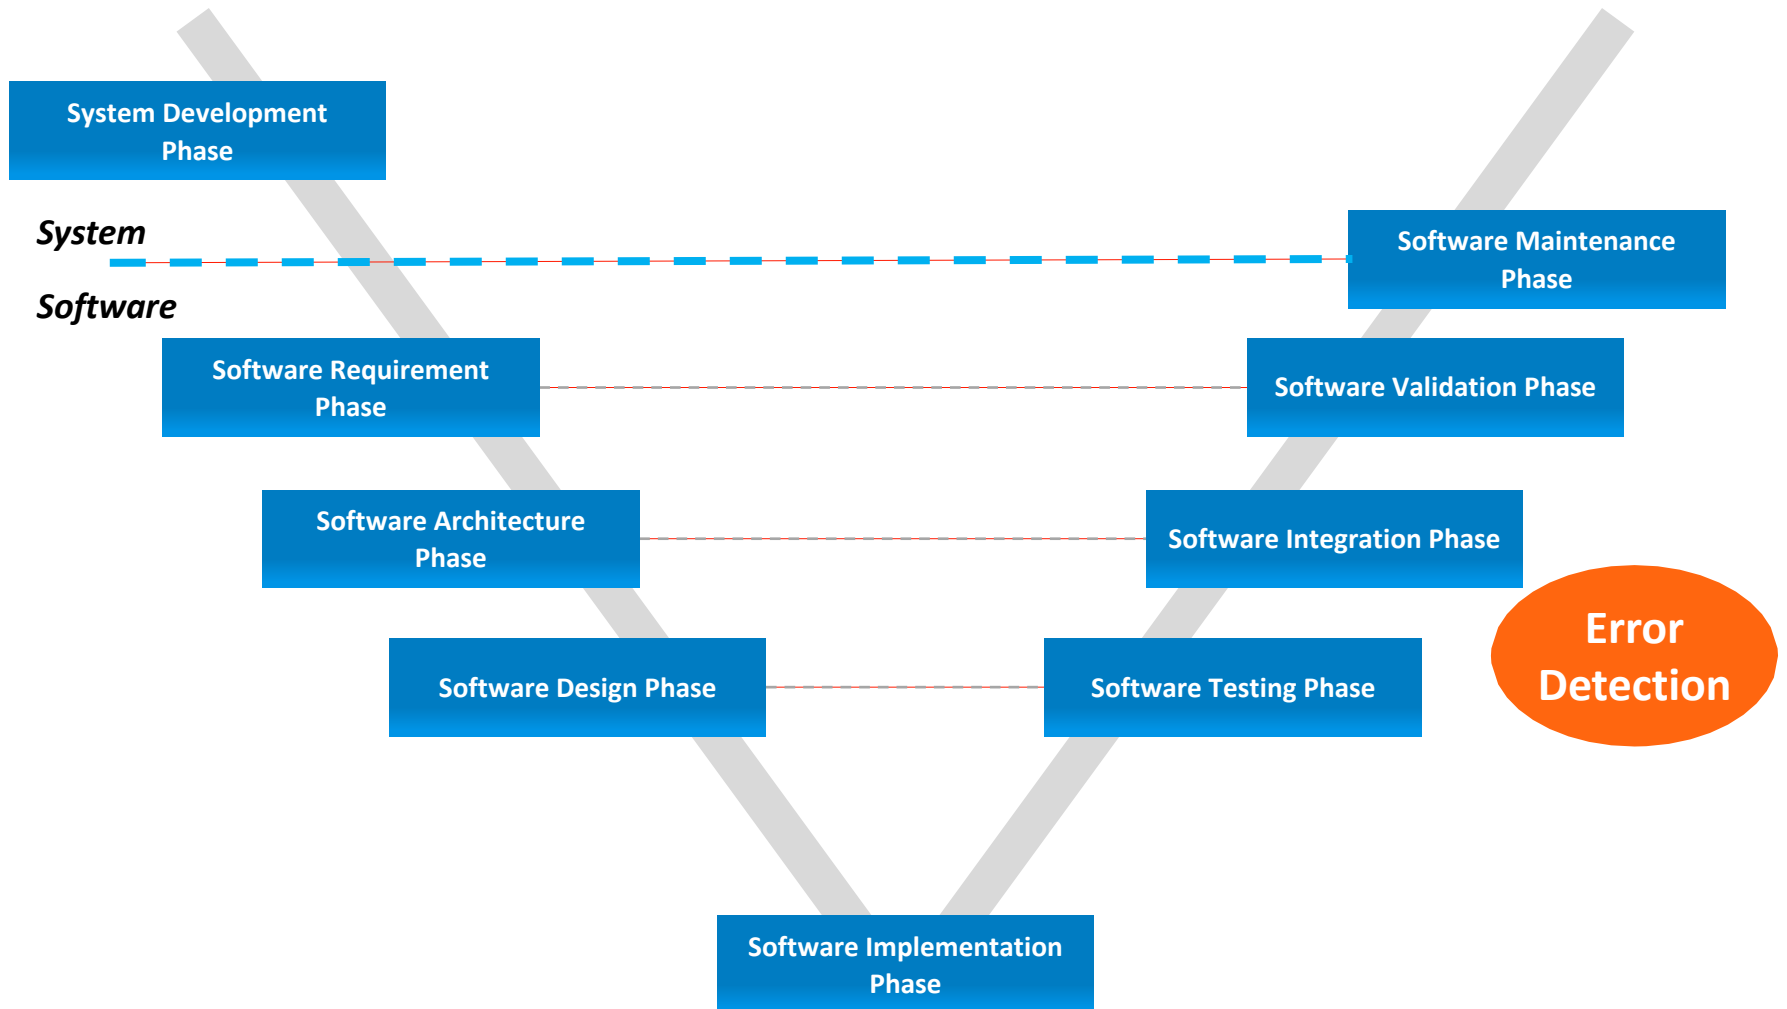 System Development
Phase
System
Software Maintenance
Phase
Software
Software Requirement
Phase
Software Validation Phase
Software Architecture
Phase
Software Integration Phase
Error
Detection
Software Design Phase
Software Testing Phase
Software Implementation
Phase